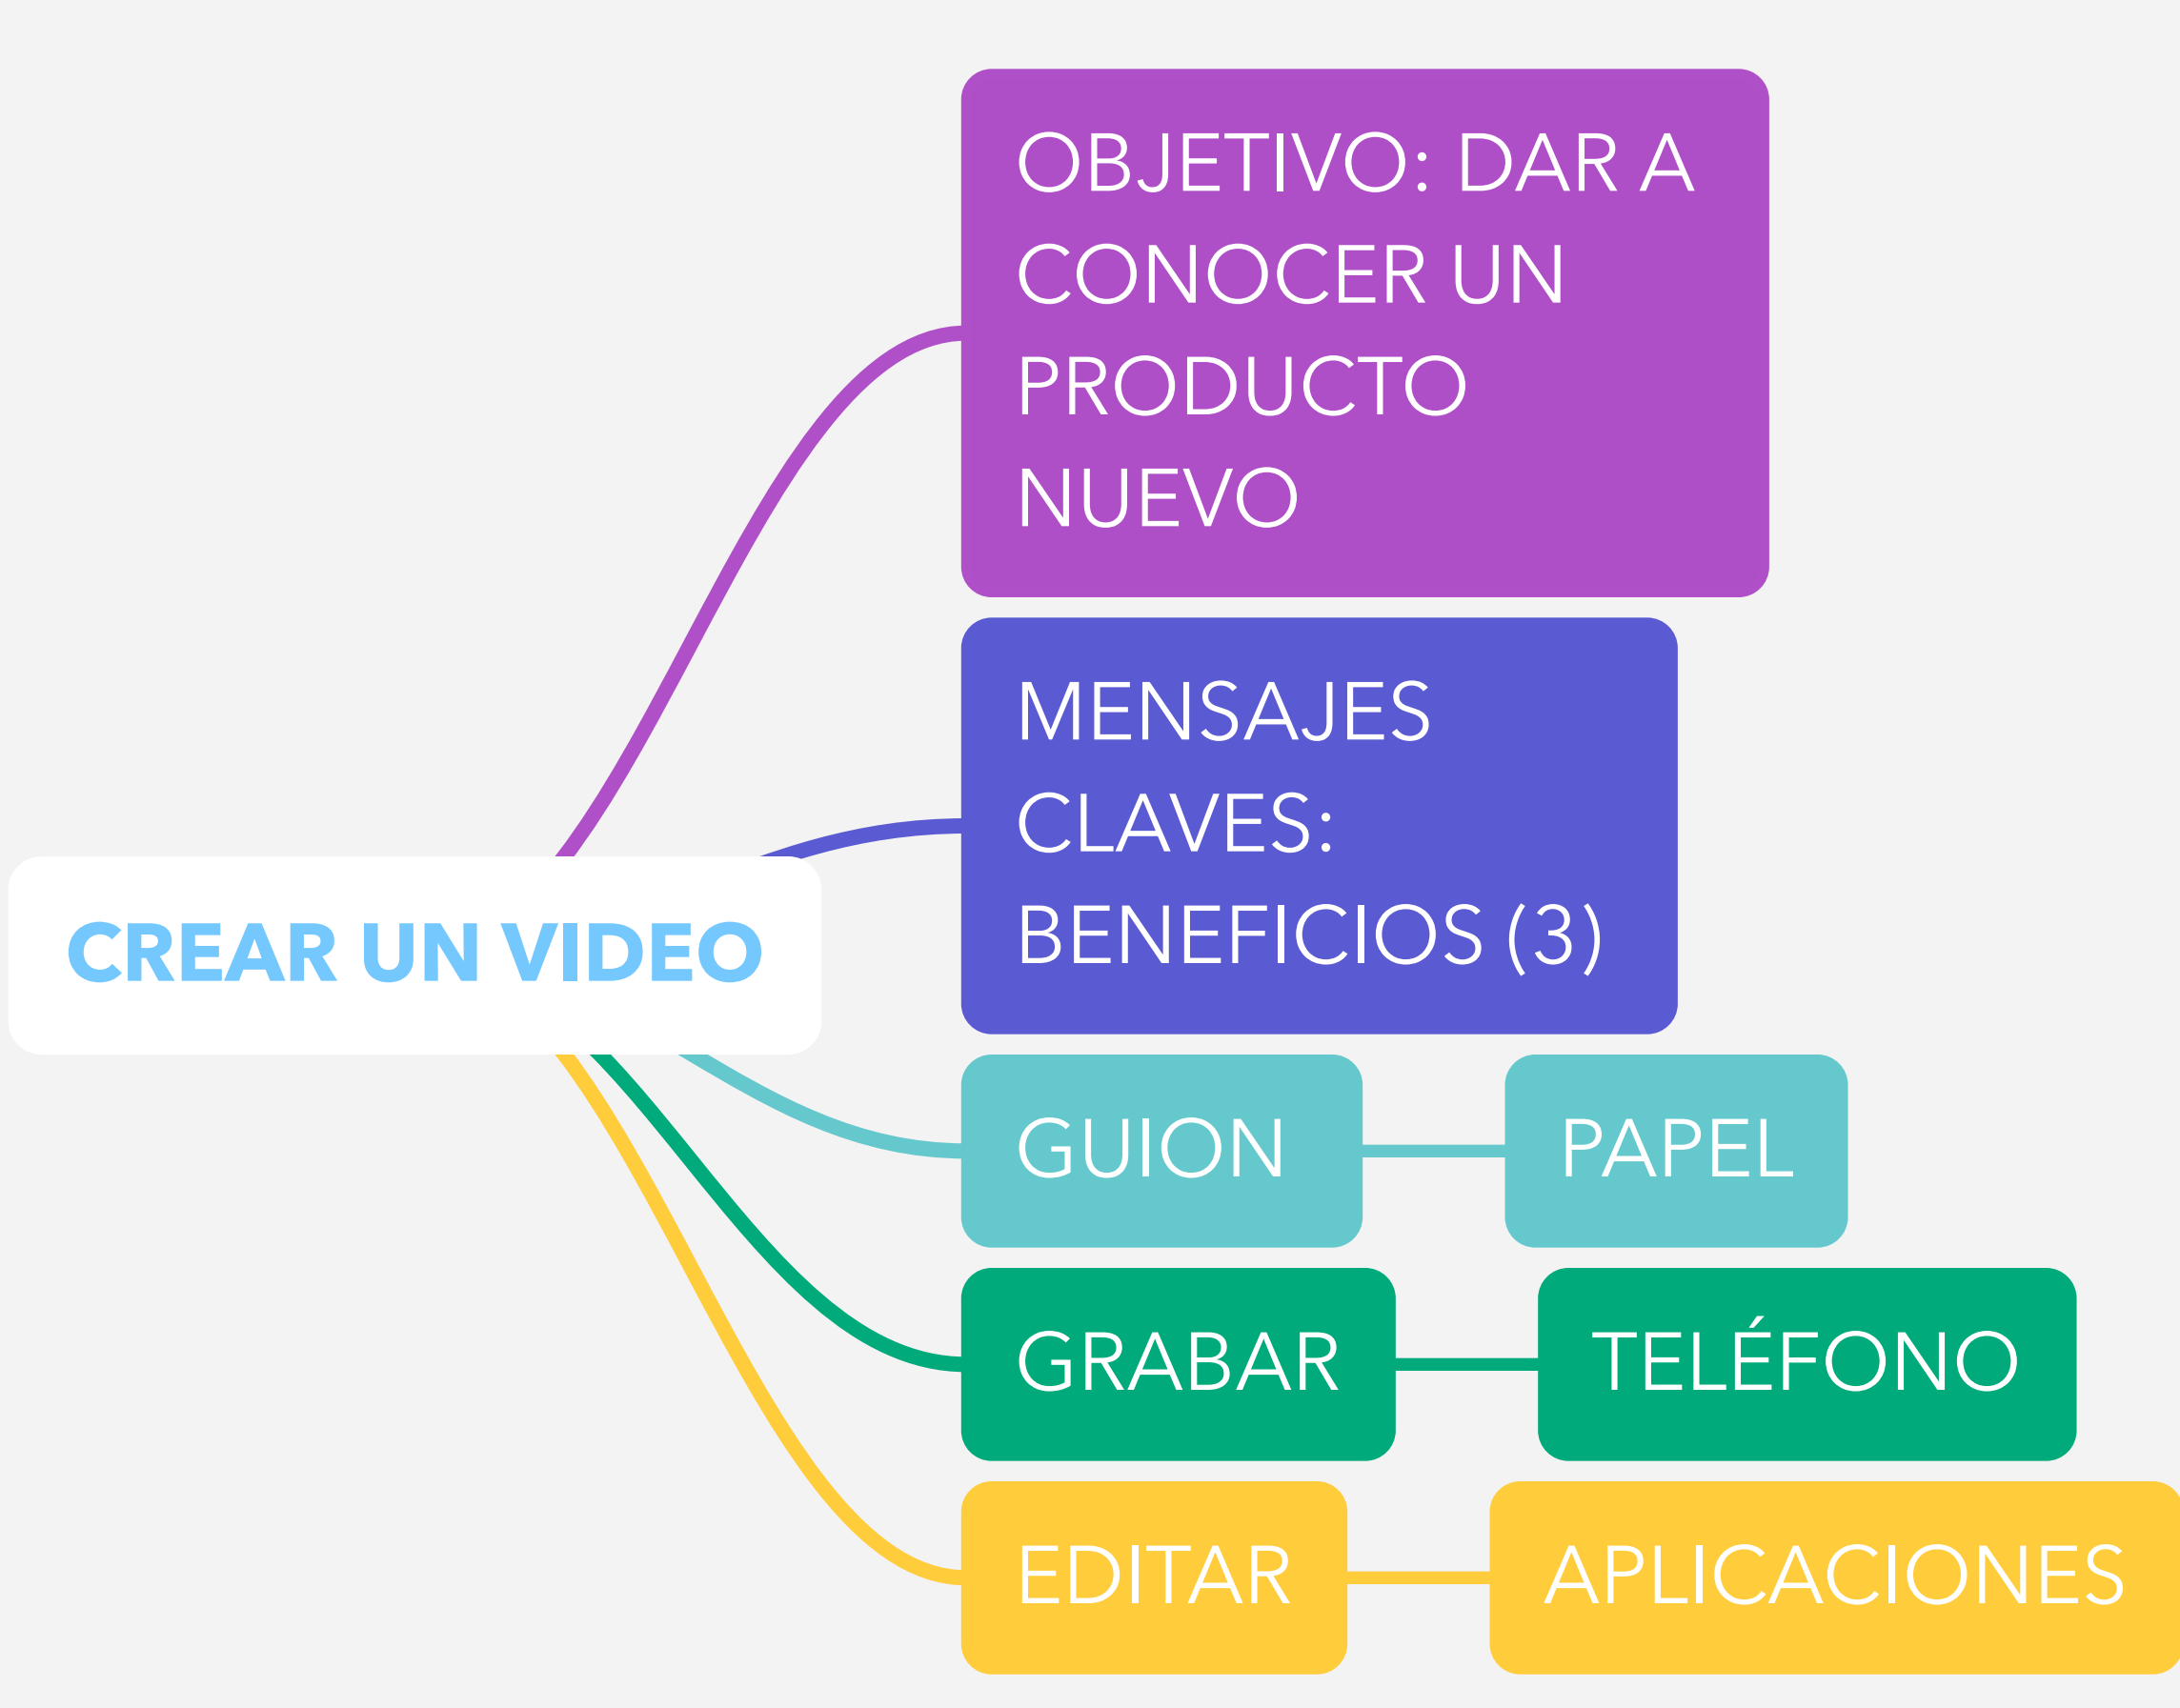 OBJETIVO: DAR A
CONOCER UN
PRODUCTO
NUEVO
MENSAJES
CLAVES:
BENEFICIOS (3)
CREAR UN VIDEO
GUION
PAPEL
GRABAR
TELÉFONO
EDITAR
APLICACIONES